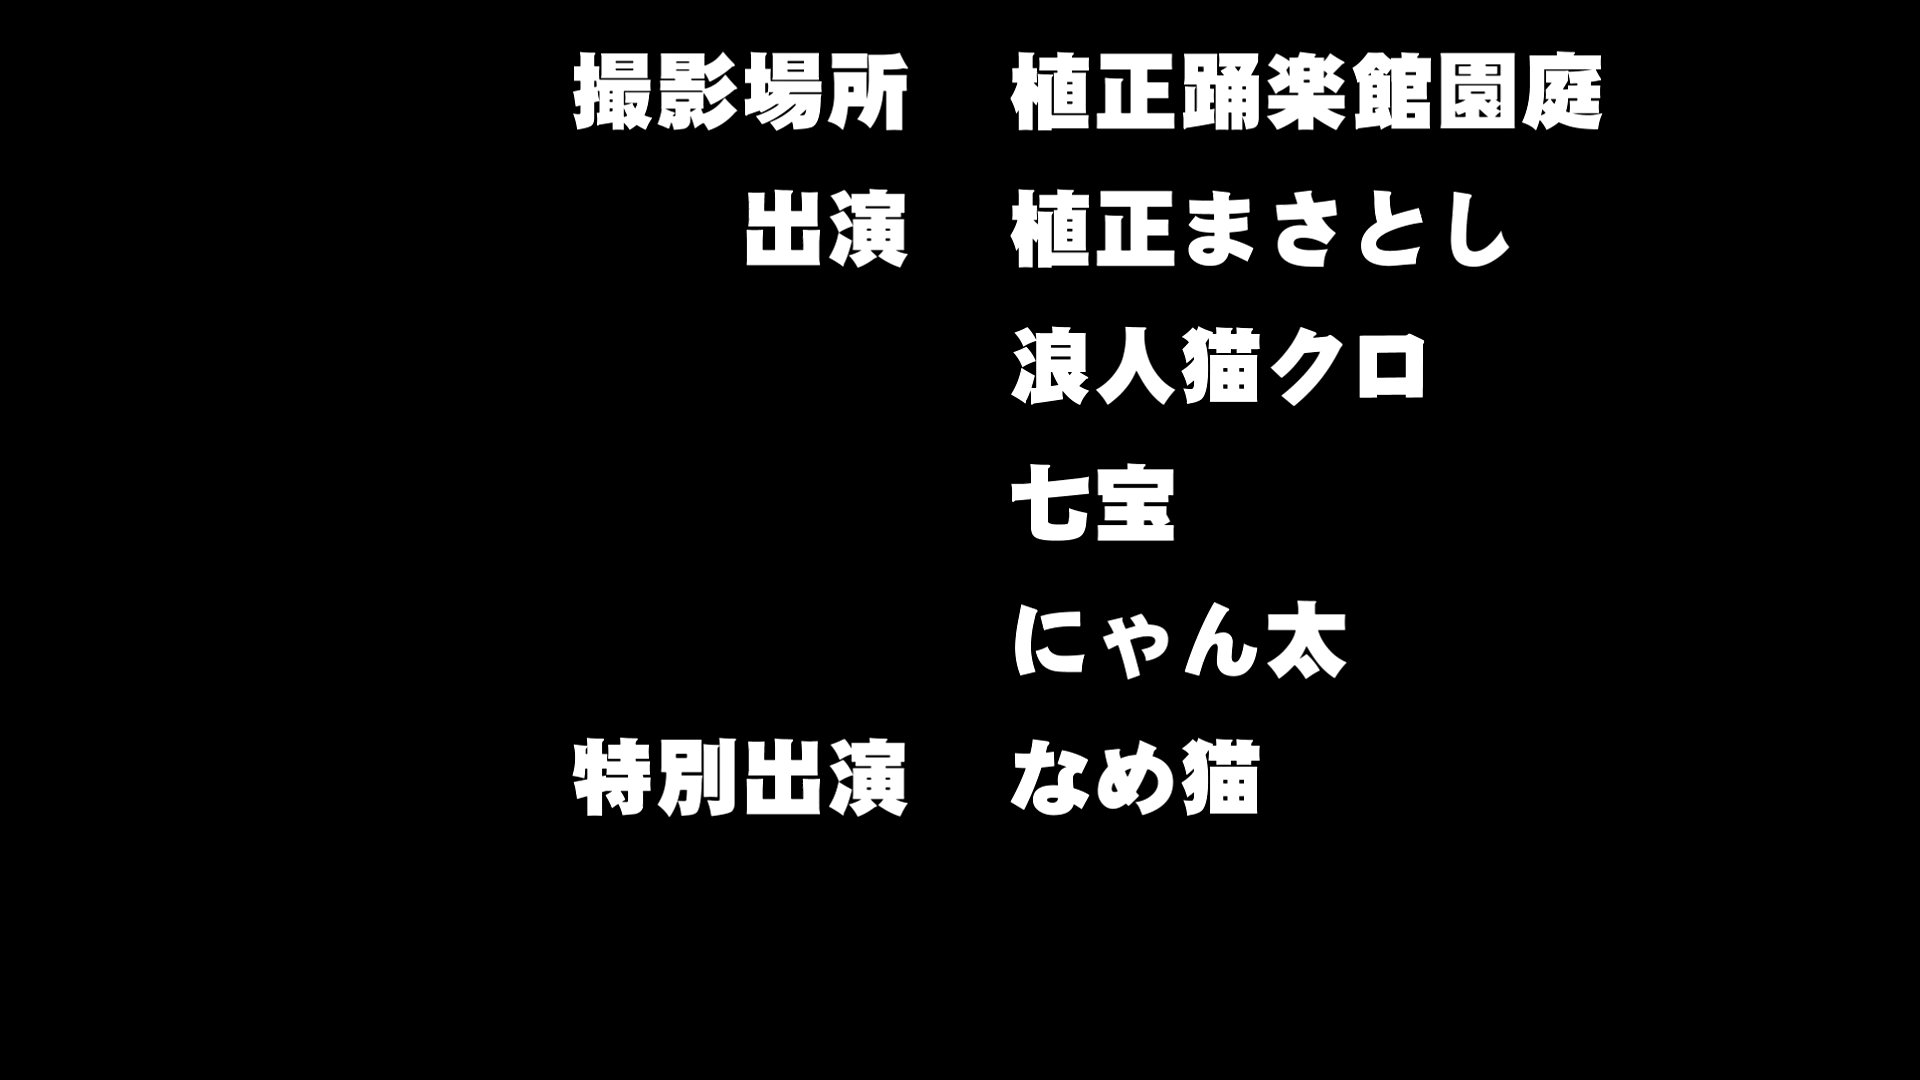 撮影場所 植正踊楽館園庭
出演 植正まさとし
浪人猫クロ
七宝
にゃん太
特別出演 なめ猫